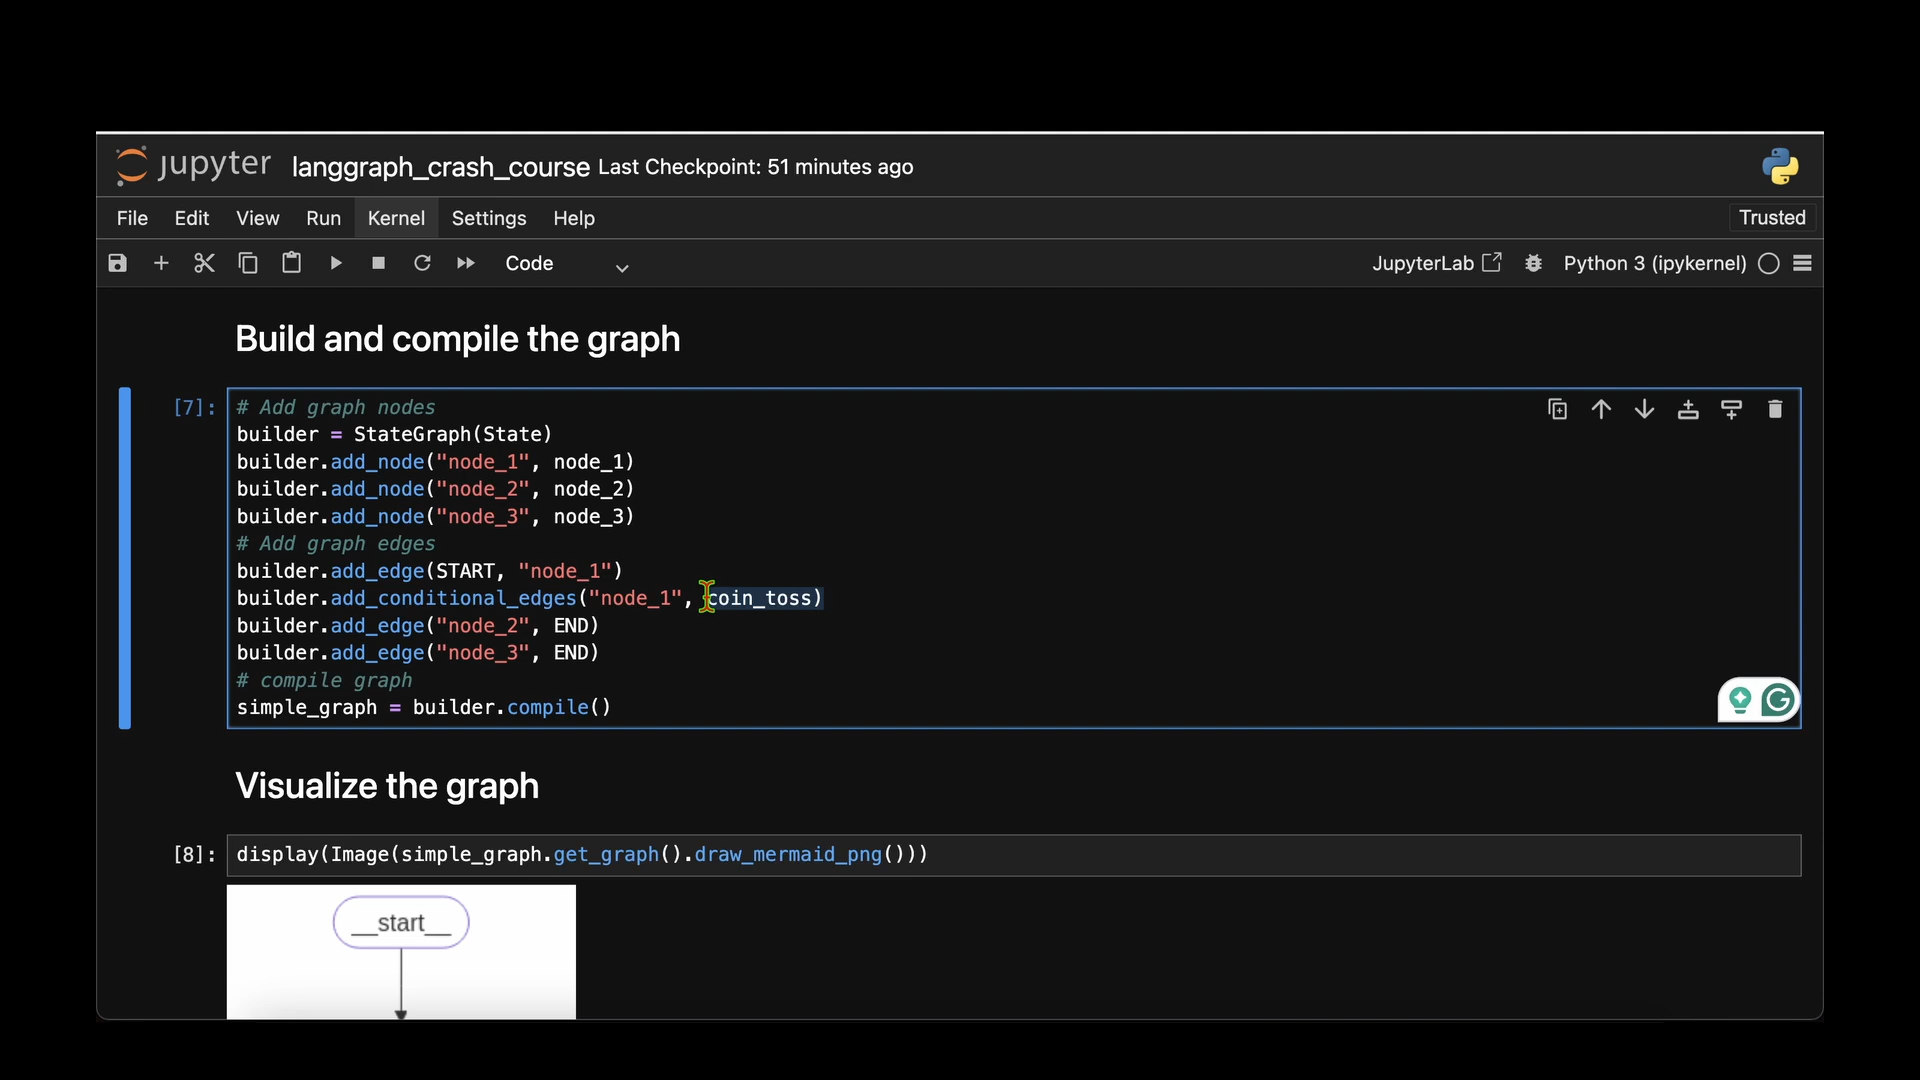 jupyter langgraph_crash_course Last Checkpoint: 51 minutes ago
File Edit View Run Kernel Settings Help Trusted
Code JupyterLab Python 3 (ipykernel)
Build and compile the graph
[7]: # Add graph nodes
builder = StateGraph(State)
builder.add_node("node_1", node_1)
builder.add_node("node_2", node_2)
builder.add_node("node_3", node_3)
# Add graph edges
builder.add_edge(START, "node_1")
builder.add_conditional_edges("node_1", coin_toss)
builder.add_edge("node_2", END)
builder.add_edge("node_3", END)
# compile graph
simple_graph = builder.compile()
Visualize the graph
[8]: display(Image(simple_graph.get_graph().draw_mermaid_png()))
__start__